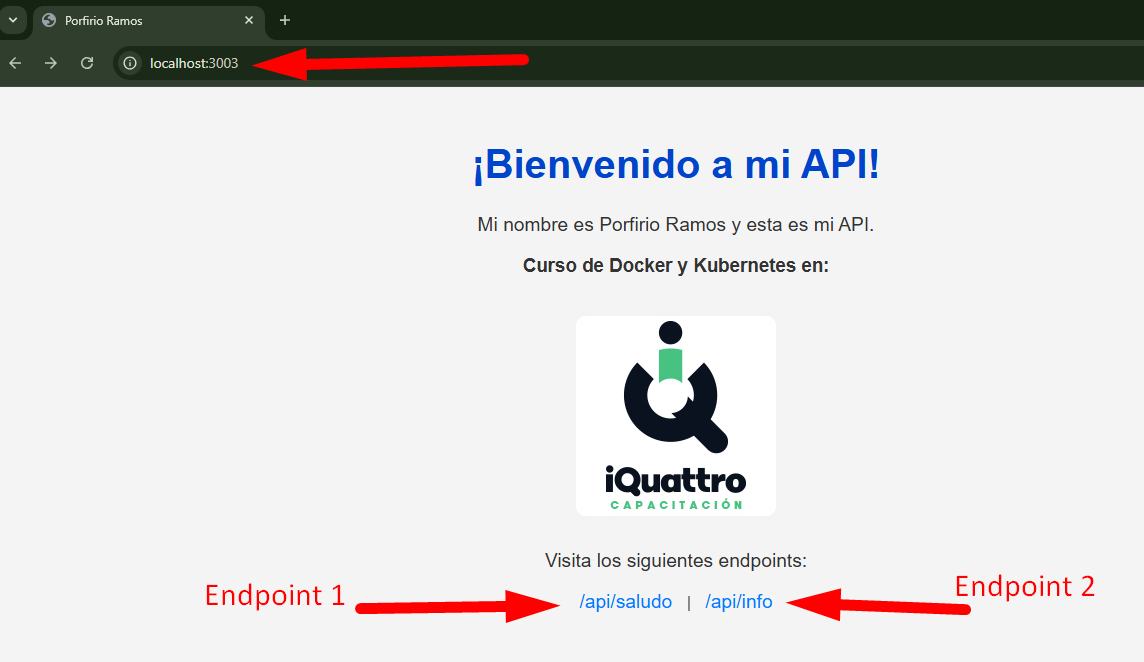 Porfirio Ramos
localhost:3003
¡Bienvenido a mi API!
Mi nombre es Porfirio Ramos y esta es mi API.
Curso de Docker y Kubernetes en:
iQuattro
CAPACITACIÓN
Visita los siguientes endpoints:
Endpoint 1 /api/saludo | /api/info Endpoint 2